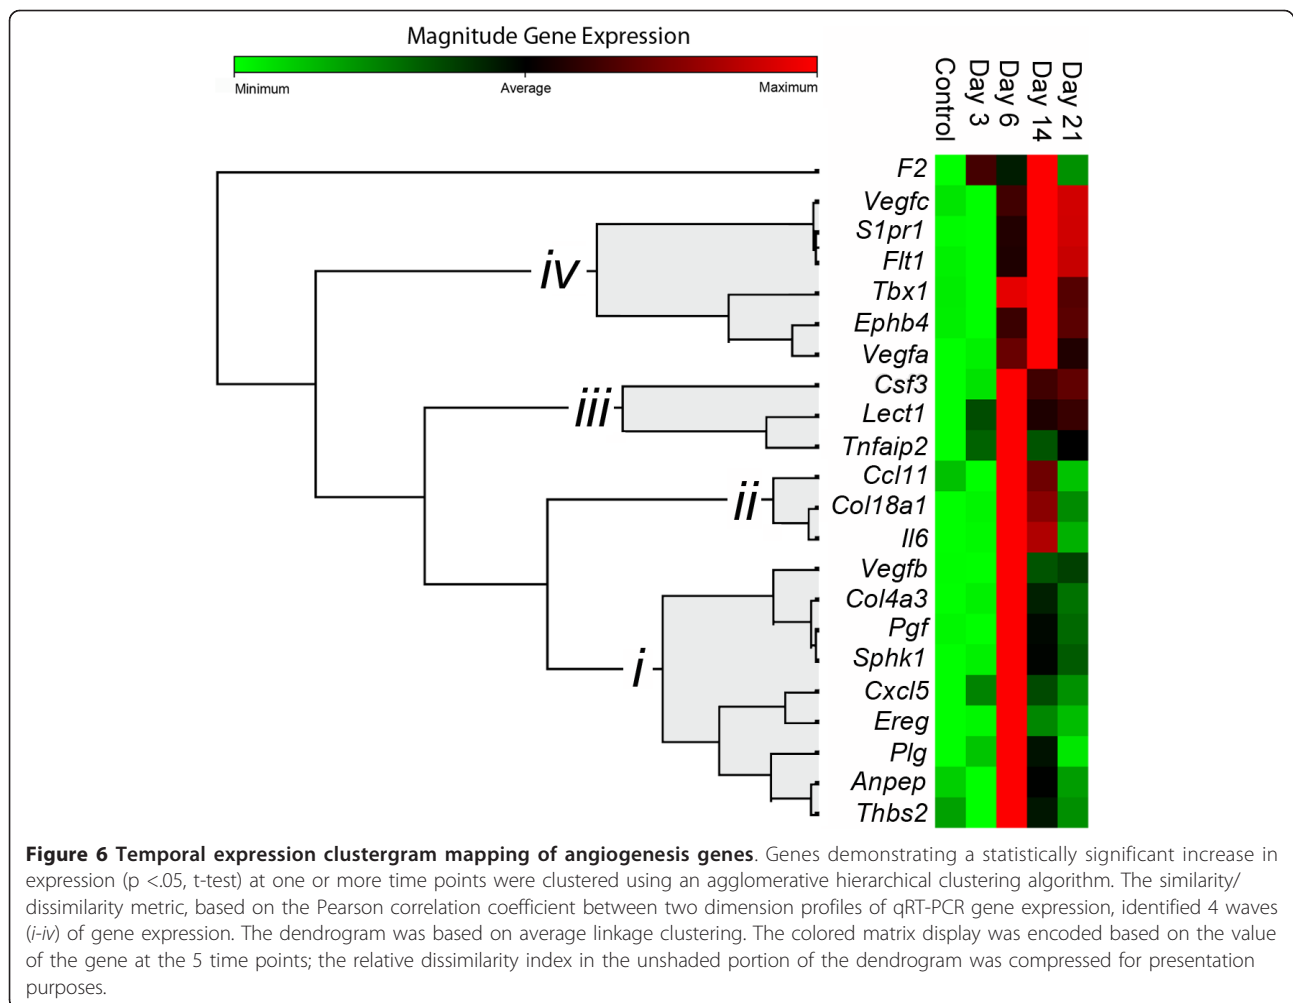 Magnitude Gene Expression
Minimum Average Maximum
Control Day 3 Day 6 Day 14 Day 21
F2
Vegfc
S1pr1
Flt1
iv
Tbx1
Ephb4
Vegfa
Csf3
iii
Lect1
Tnfaip2
Ccl11
ii
Col18a1
Il6
Vegfb
Col4a3
Pgf
Sphk1
i
Cxcl5
Ereg
Plg
Anpep
Thbs2
Figure 6 Temporal expression clustergram mapping of angiogenesis genes. Genes demonstrating a statistically significant increase in
expression (p <.05, t-test) at one or more time points were clustered using an agglomerative hierarchical clustering algorithm. The similarity/
dissimilarity metric, based on the Pearson correlation coefficient between two dimension profiles of qRT-PCR gene expression, identified 4 waves
(i-iv) of gene expression. The dendrogram was based on average linkage clustering. The colored matrix display was encoded based on the value
of the gene at the 5 time points; the relative dissimilarity index in the unshaded portion of the dendrogram was compressed for presentation
purposes.